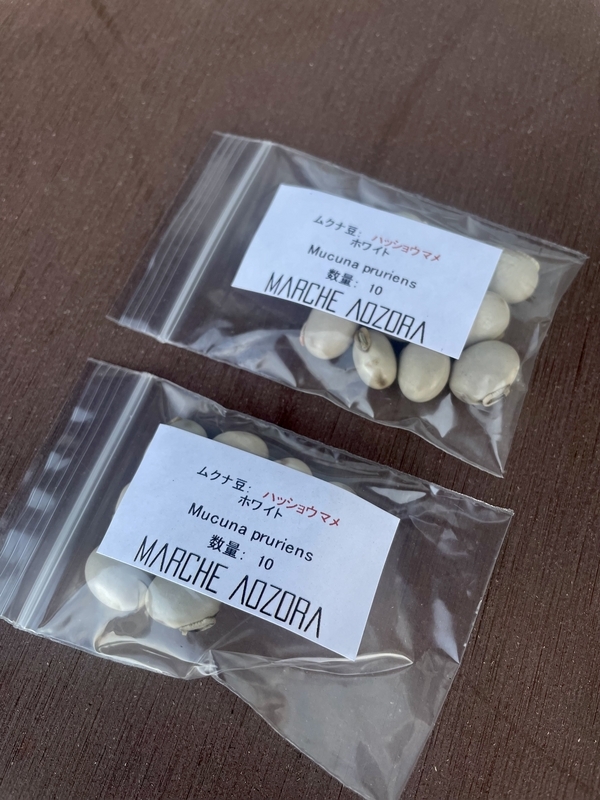 ムクナ豆: ハッショウマメ
ホワイト
Mucuna pruriens
数量: 10
MARCHE AOZORA
ムクナ豆: ハッショウマメ
ホワイト
Mucuna pruriens
数量: 10
MARCHE AOZORA